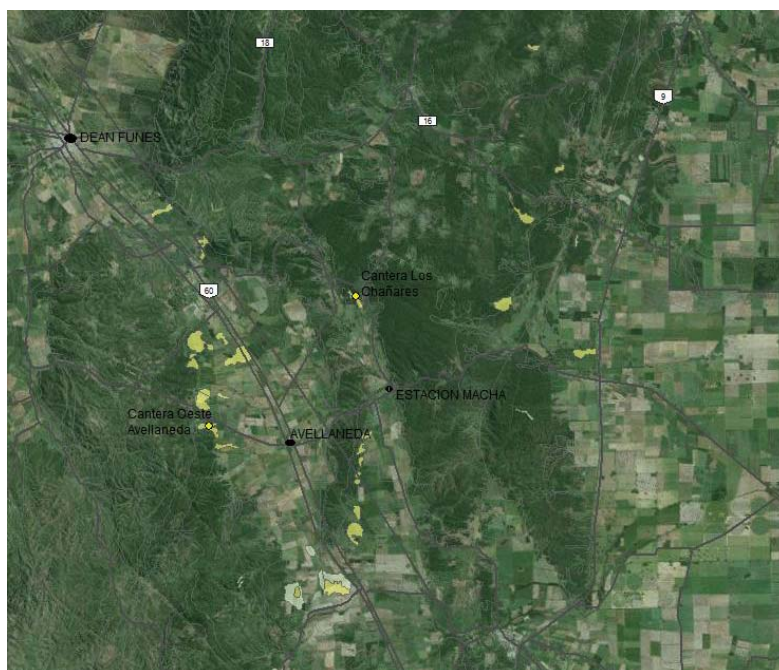 18
9
16
DEAN FUNES
Cantera Los
Chañares
60
ESTACION MACHA
Cantera Oeste
Avellaneda
AVELLANEDA